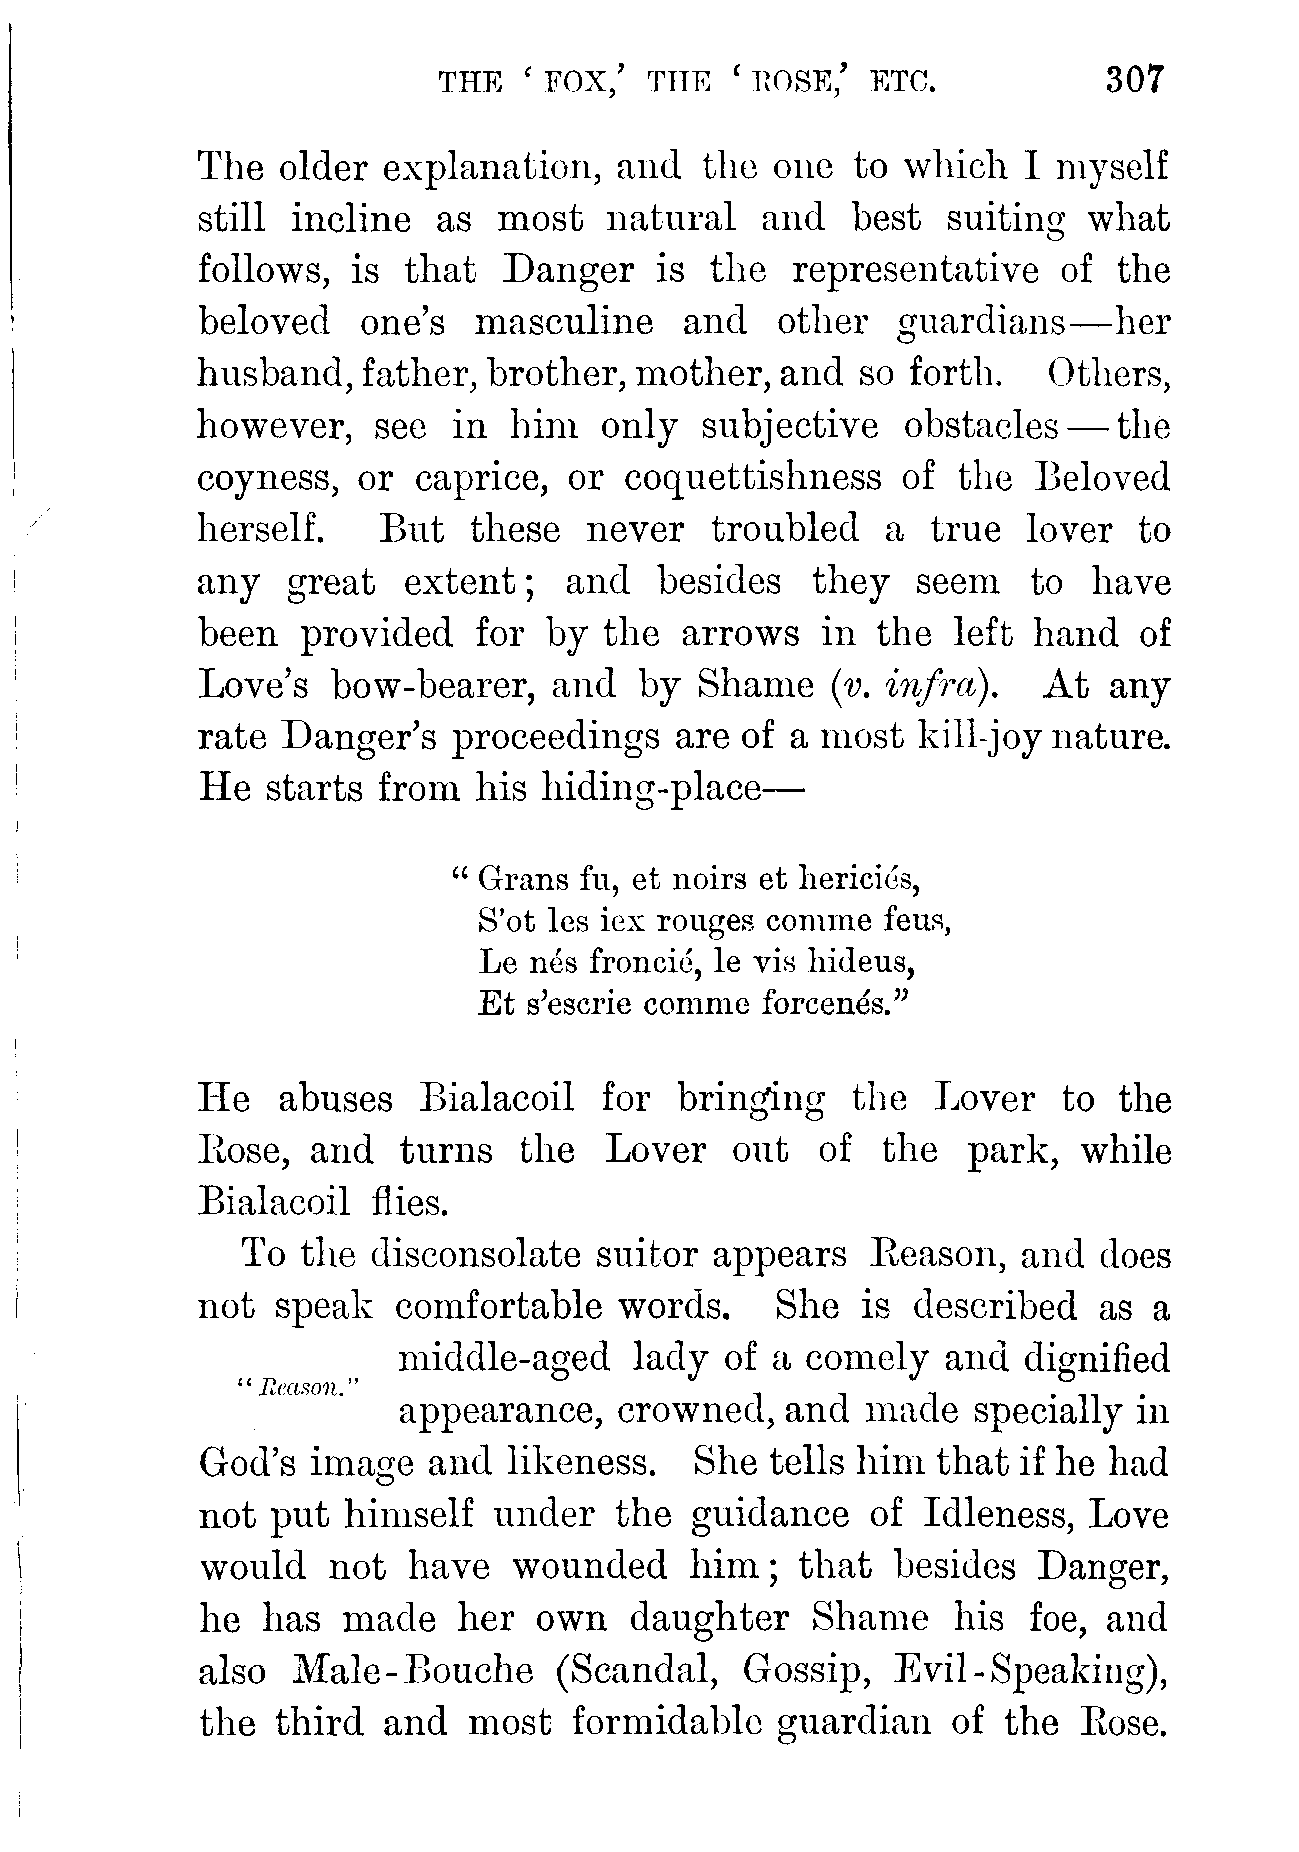 THE ‘ FOX,’ THE ‘ ROSE,’ ETC. 307
The older explanation, and the one to which I myself
still incline as most natural and best suiting what
follows, is that Danger is the representative of the
beloved one’s masculine and other guardians—her
husband, father, brother, mother, and so forth. Others,
however, see in him only subjective obstacles — the
coyness, or caprice, or coquettishness of the Beloved
herself. But these never troubled a true lover to
any great extent ; and besides they seem to have
been provided for by the arrows in the left hand of
Love’s bow-bearer, and by Shame (v. infra). At any
rate Danger’s proceedings are of a most kill-joy nature.
He starts from his hiding-place—
“ Grans fu, et noirs et hericiés,
S’ot les iex rouges comme feus,
Le nés froncié, le vis hideus,
Et s’escrie comme forcenés.”
He abuses Bialacoil for bringing the Lover to the
Rose, and turns the Lover out of the park, while
Bialacoil flies.
To the disconsolate suitor appears Reason, and does
not speak comfortable words. She is described as a
middle-aged lady of a comely and dignified
“ Reason.”
appearance, crowned, and made specially in
God’s image and likeness. She tells him that if he had
not put himself under the guidance of Idleness, Love
would not have wounded him ; that besides Danger,
he has made her own daughter Shame his foe, and
also Male-Bouche (Scandal, Gossip, Evil-Speaking),
the third and most formidable guardian of the Rose.